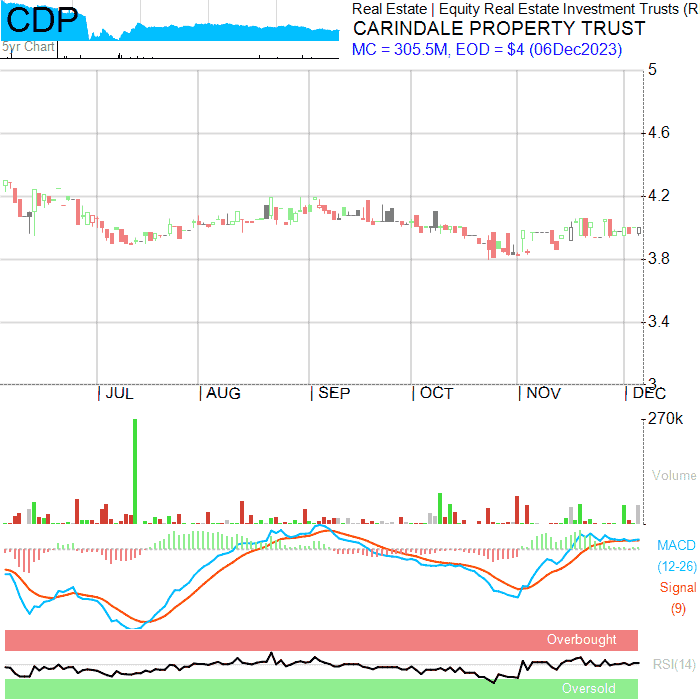 CDP
5yr Chart
Real Estate | Equity Real Estate Investment Trusts (R
CARINDALE PROPERTY TRUST
MC = 305.5M, EOD = $4 (06Dec2023)
5
4.6
4.2
3.8
3.4
3
JUL AUG SEP OCT NOV DEC
270k
Volume
MACD
(12-26)
Signal
(9)
Overbought
RSI(14)
Oversold